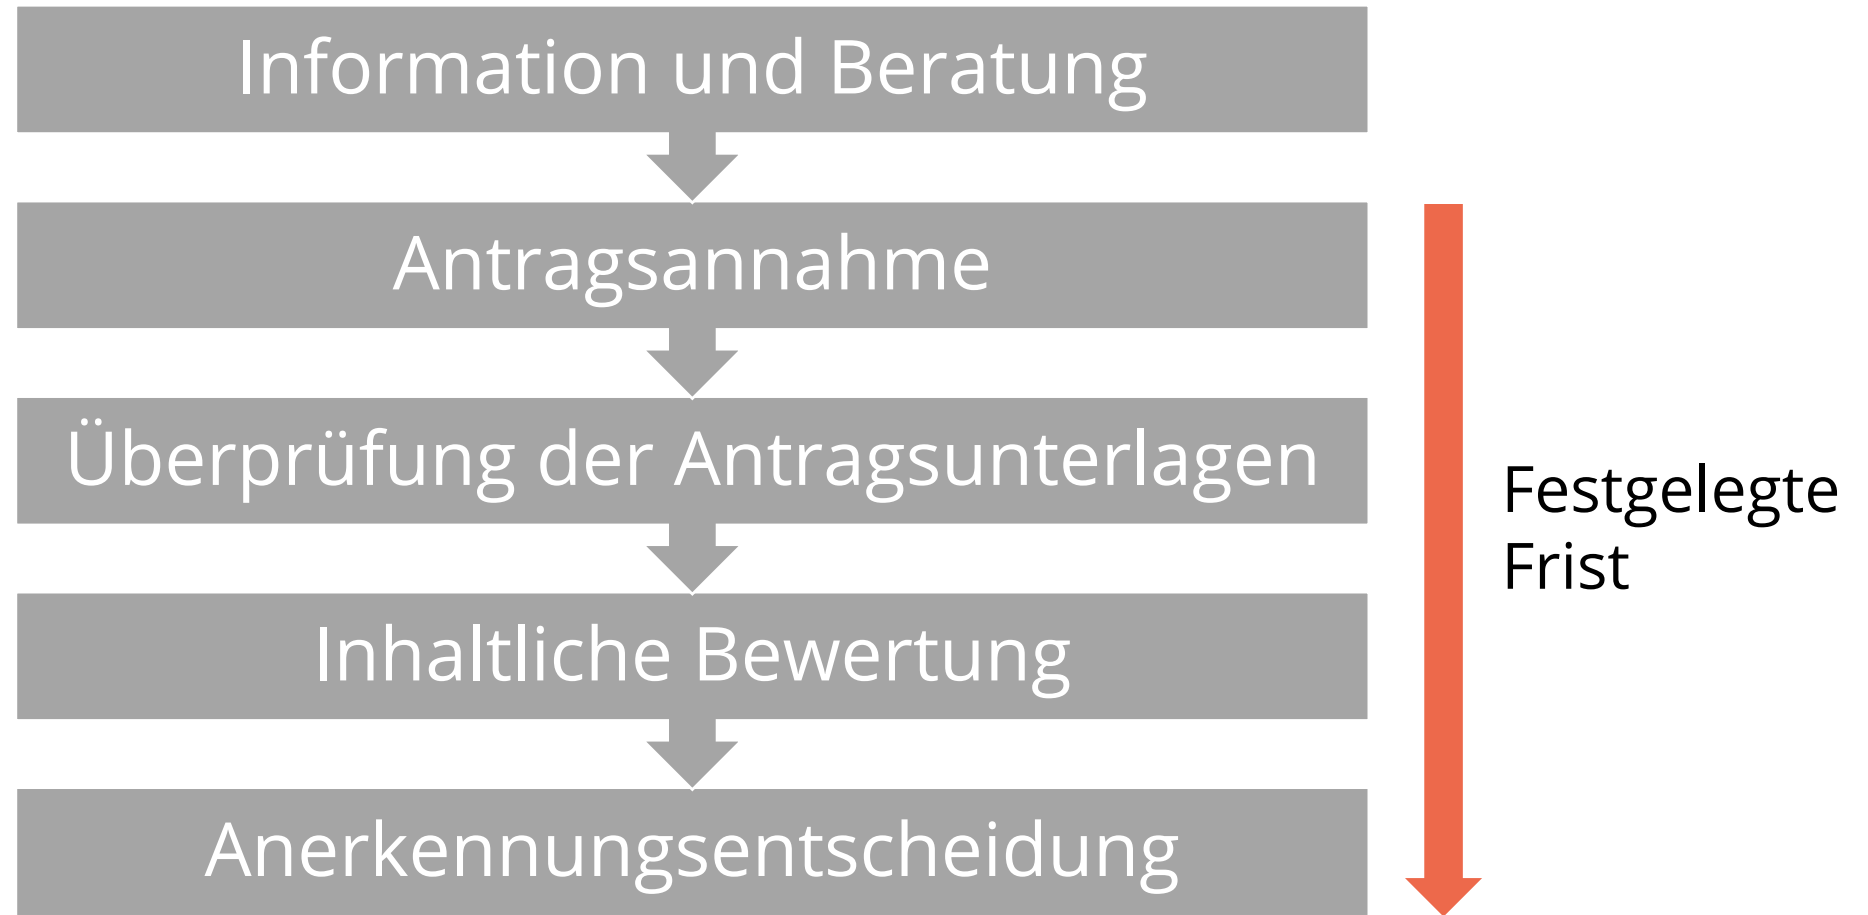 Information und Beratung
Antragsannahme
Überprüfung der Antragsunterlagen
Inhaltliche Bewertung
Anerkennungsentscheidung
Festgelegte
Frist